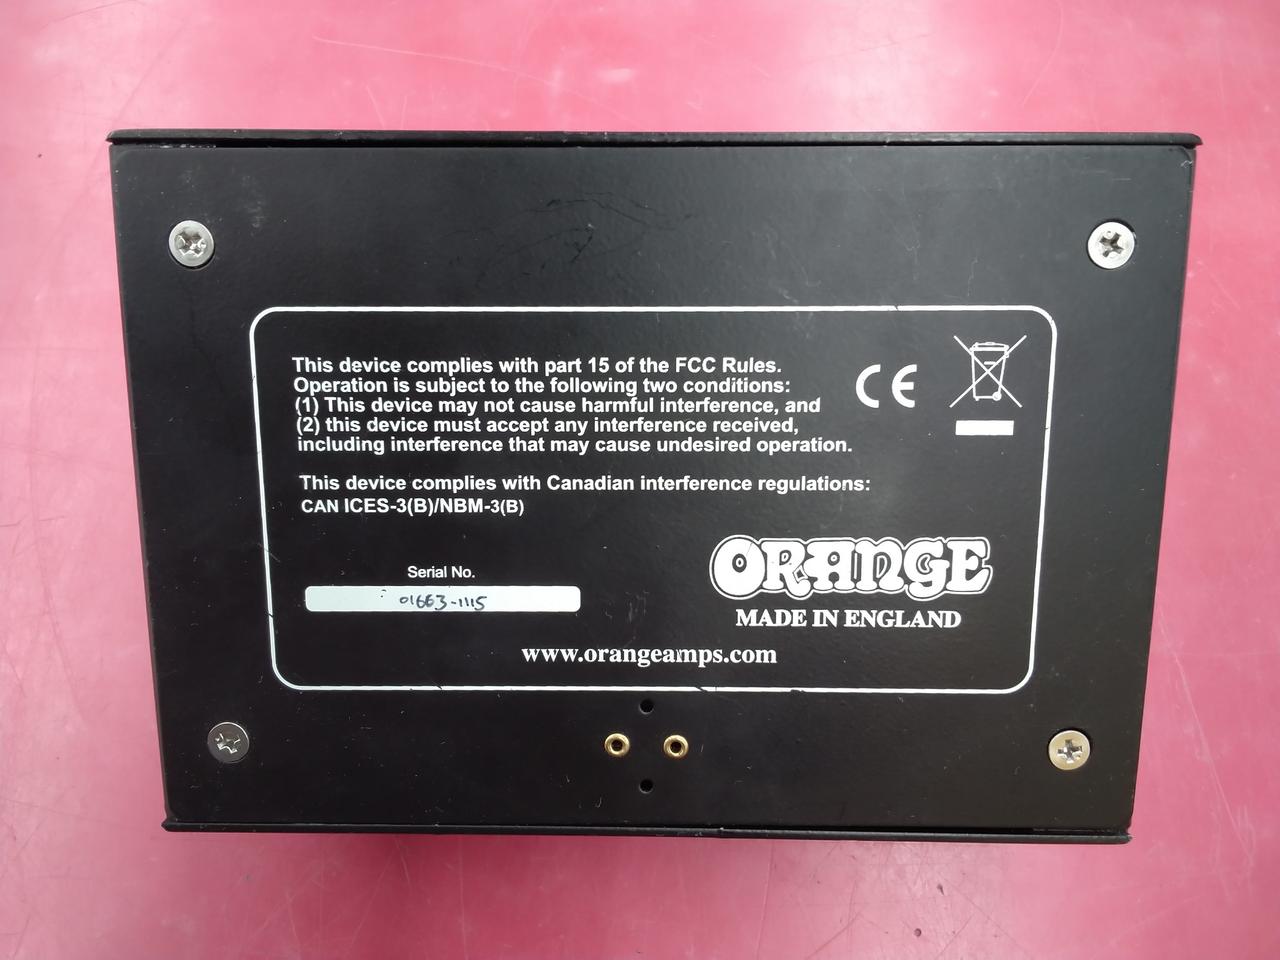 This device complies with part 15 of the FCC Rules.
Operation is subject to the following two conditions:
(1) This device may not cause harmful interference, and
(2) this device must accept any interference received,
including interference that may cause undesired operation.
CE
This device complies with Canadian interference regulations:
CAN ICES-3(B)/NBM-3(B)
Serial No.
01663-1115
ORANGE
MADE IN ENGLAND
www.orangeamps.com